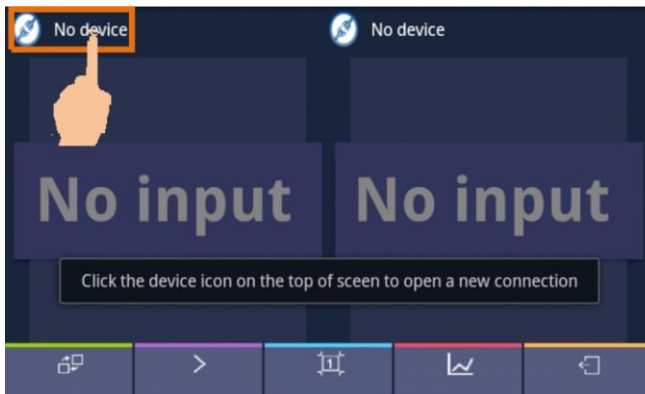 No device
No device
No input
No input
Click the device icon on the top of sceen to open a new connection
1